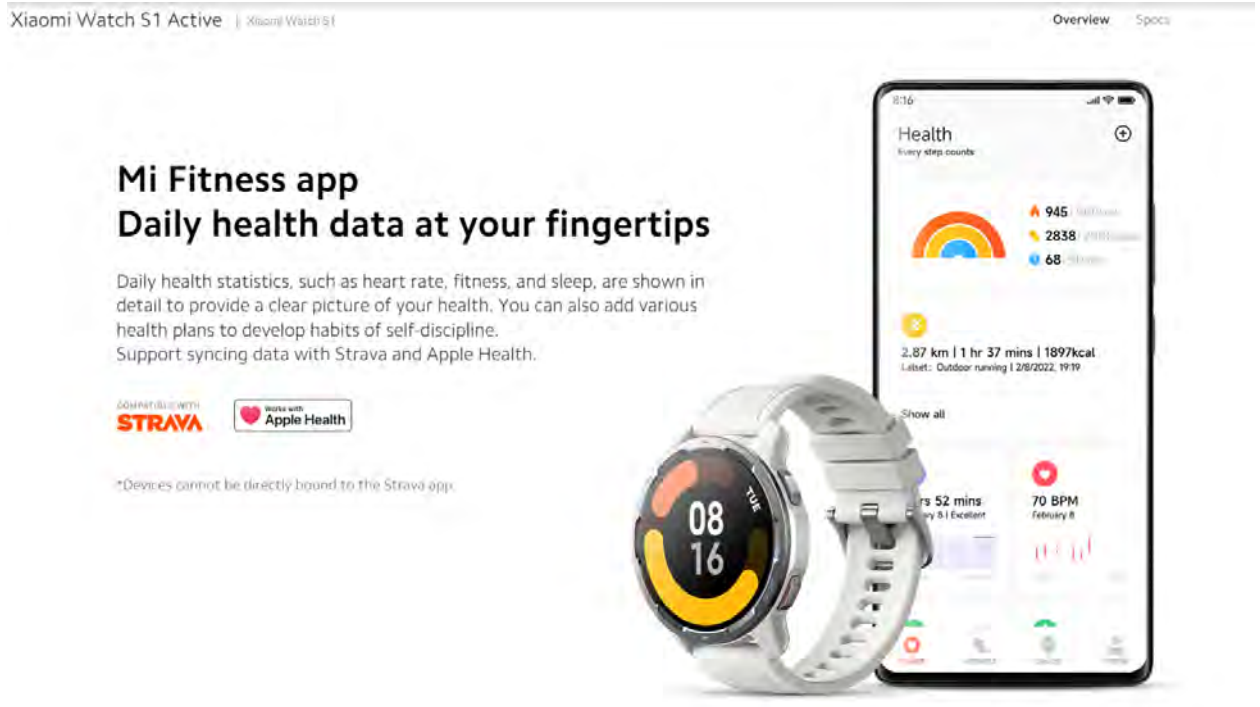 Xiaomi Watch S1 Active | Xiaomi Watch S1
Overview Specs
Mi Fitness app
Daily health data at your fingertips
Daily health statistics, such as heart rate, fitness, and sleep, are shown in
detail to provide a clear picture of your health. You can also add various
health plans to develop habits of self-discipline.
Support syncing data with Strava and Apple Health.
COMPATIBLE WITH
STRAVA
Works with
Apple Health
*Devices cannot be directly bound to the Strava app.
8:16
Health
Every step counts
945
2838
68
2.87 km | 1 hr 37 mins | 1897kcal
Outdoor running | 2/8/2022, 19:19
Show all
52 mins
8 | Excellent
70 BPM
February 8
TUE
08
16